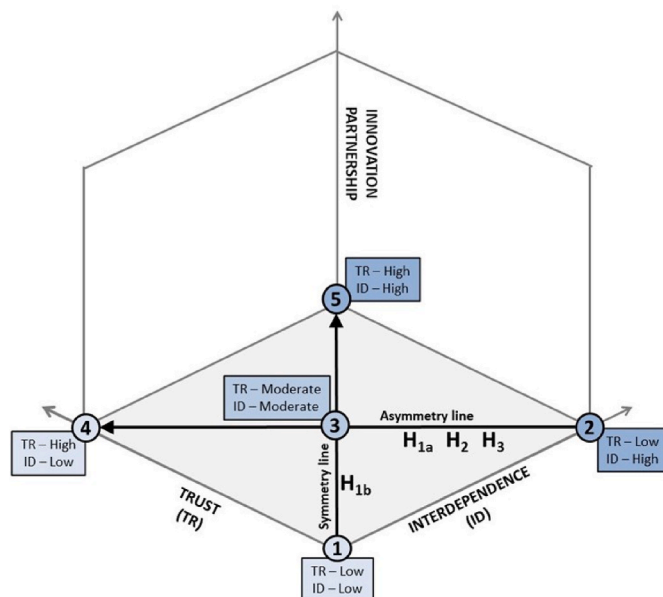 INNOVATION
PARTNERSHIP
5
TR – High
ID – High
TR – Moderate
ID – Moderate
4
3
Asymmetry line
2
TR – High
ID – Low
H1a H2 H3
TR – Low
ID – High
Symmetry line
H1b
TRUST
(TR)
INTERDEPENDENCE
(ID)
1
TR – Low
ID – Low